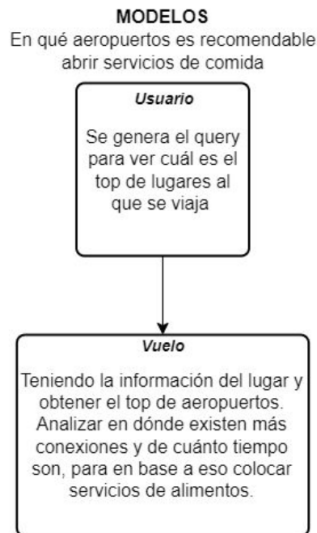 MODELOS
En qué aeropuertos es recomendable
abrir servicios de comida
Usuario
Se genera el query
para ver cuál es el
top de lugares al
que se viaja
Vuelo
Teniendo la información del lugar y
obtener el top de aeropuertos.
Analizar en dónde existen más
conexiones y de cuánto tiempo
son, para en base a eso colocar
servicios de alimentos.